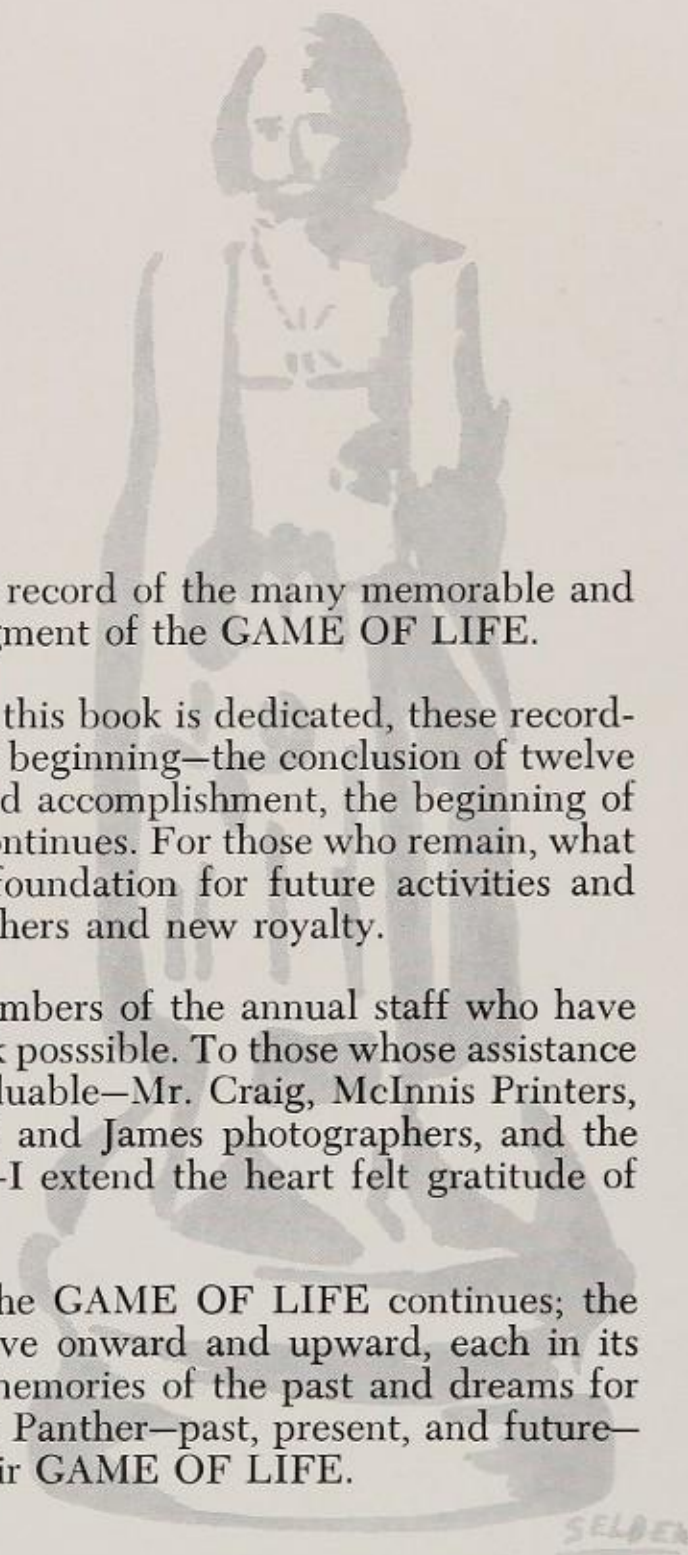 record of the many memorable and
gment of the GAME OF LIFE.
this book is dedicated, these record-
beginning—the conclusion of twelve
d accomplishment, the beginning of
ontinues. For those who remain, what
foundation for future activities and
hers and new royalty.
mbers of the annual staff who have
k posssible. To those whose assistance
luable—Mr. Craig, McInnis Printers,
and James photographers, and the
-I extend the heart felt gratitude of
he GAME OF LIFE continues; the
ve onward and upward, each in its
nemories of the past and dreams for
Panther—past, present, and future—
ir GAME OF LIFE.
SELDEN